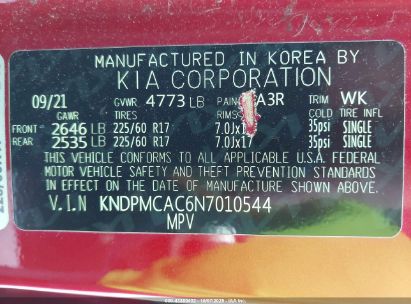 MANUFACTURED IN KOREA BY
KIA CORPORATION
09/21 GVWR 4773 LB PAIN A3R TRIM WK
GAWR RIMS COLD TIRE INFL
FRONT 2646 LB 225/60 R17 7.0Jx17 35psi SINGLE
REAR 2535 LB 225/60 R17 7.0Jx17 35psi SINGLE
THIS VEHICLE CONFORMS TO ALL APPLICABLE U.S.A FEDERAL
MOTOR VEHICLE SAFETY AND THEFT PREVENTION STANDARDS
IN EFFECT ON THE DATE OF MANUFACTURE SHOWN ABOVE.
V.I.N KNDPMCAC6N7010544
MPV